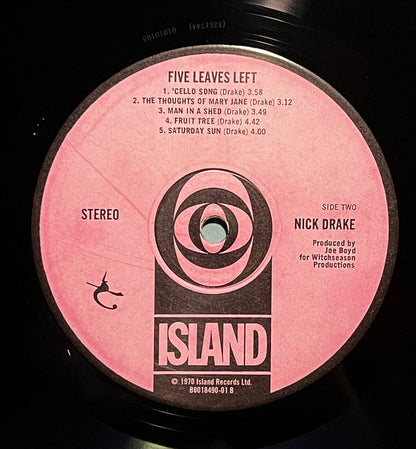 FIVE LEAVES LEFT
1. 'CELLO SONG (Drake) 3.58
2. THE THOUGHTS OF MARY JANE (Drake) 3.12
3. MAN IN A SHED (Drake) 3.49
4. FRUIT TREE (Drake) 4.42
5. SATURDAY SUN (Drake) 4.00
STEREO
SIDE TWO
NICK DRAKE
Produced by
Joe Boyd
for Witchseason
Productions
ISLAND
© 1970 Island Records Ltd.
B0018490-01 B